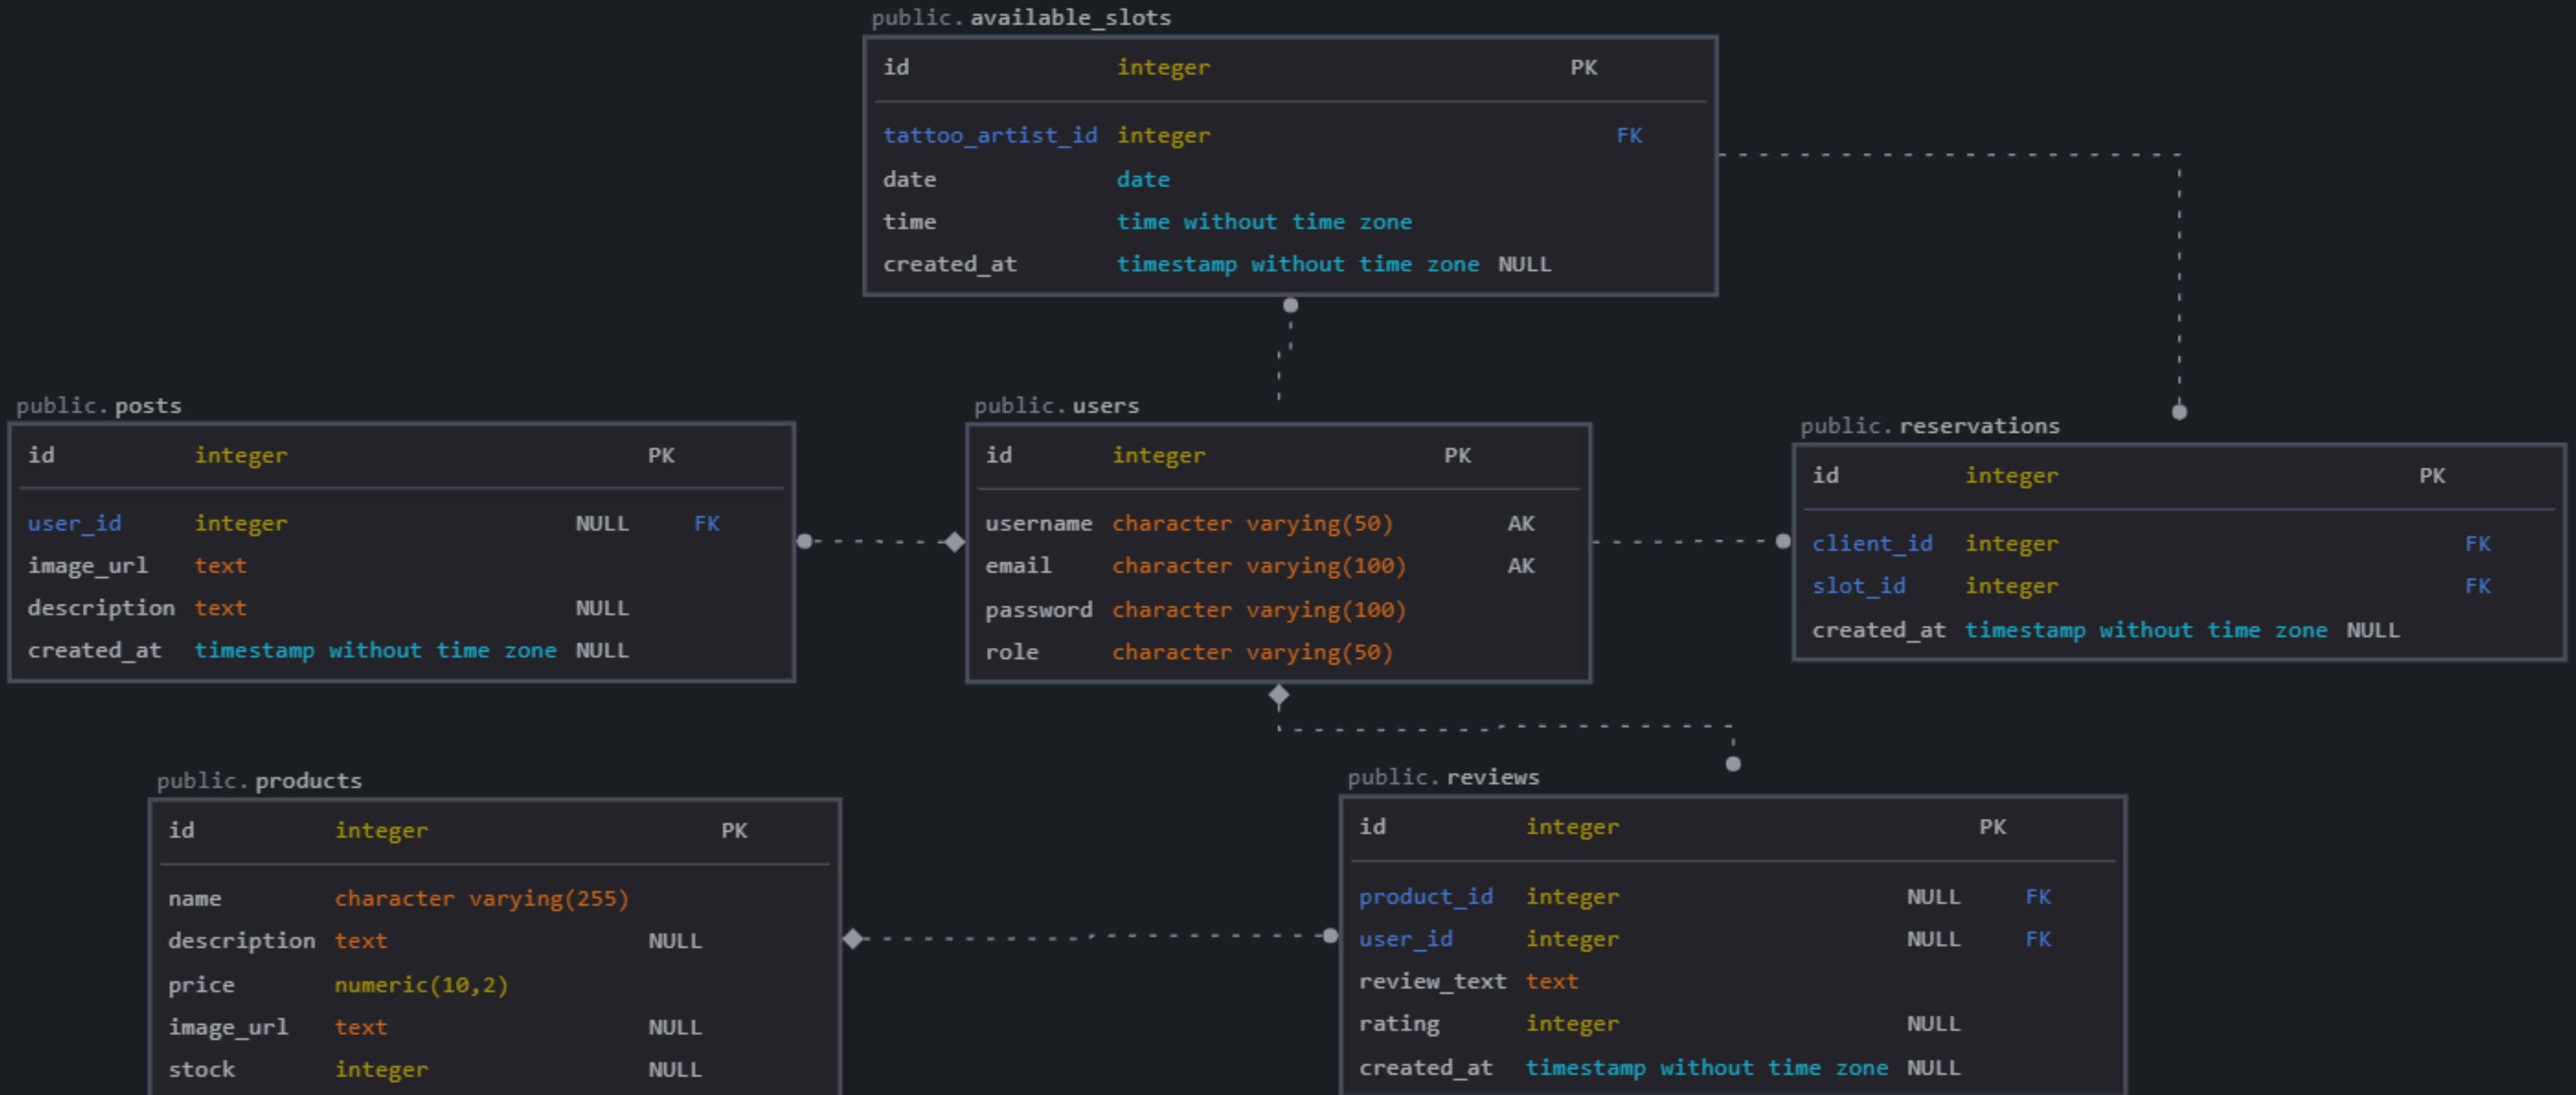 public.available_slots
id integer PK
tattoo_artist_id integer FK
date date
time time without time zone
created_at timestamp without time zone NULL
public.posts
id integer PK
user_id integer NULL FK
image_url text
description text NULL
created_at timestamp without time zone NULL
public.users
id integer PK
username character varying(50) AK
email character varying(100) AK
password character varying(100)
role character varying(50)
public.reservations
id integer PK
client_id integer FK
slot_id integer FK
created_at timestamp without time zone NULL
public.products
id integer PK
name character varying(255)
description text NULL
price numeric(10,2)
image_url text NULL
stock integer NULL
public.reviews
id integer PK
product_id integer NULL FK
user_id integer NULL FK
review_text text
rating integer NULL
created_at timestamp without time zone NULL